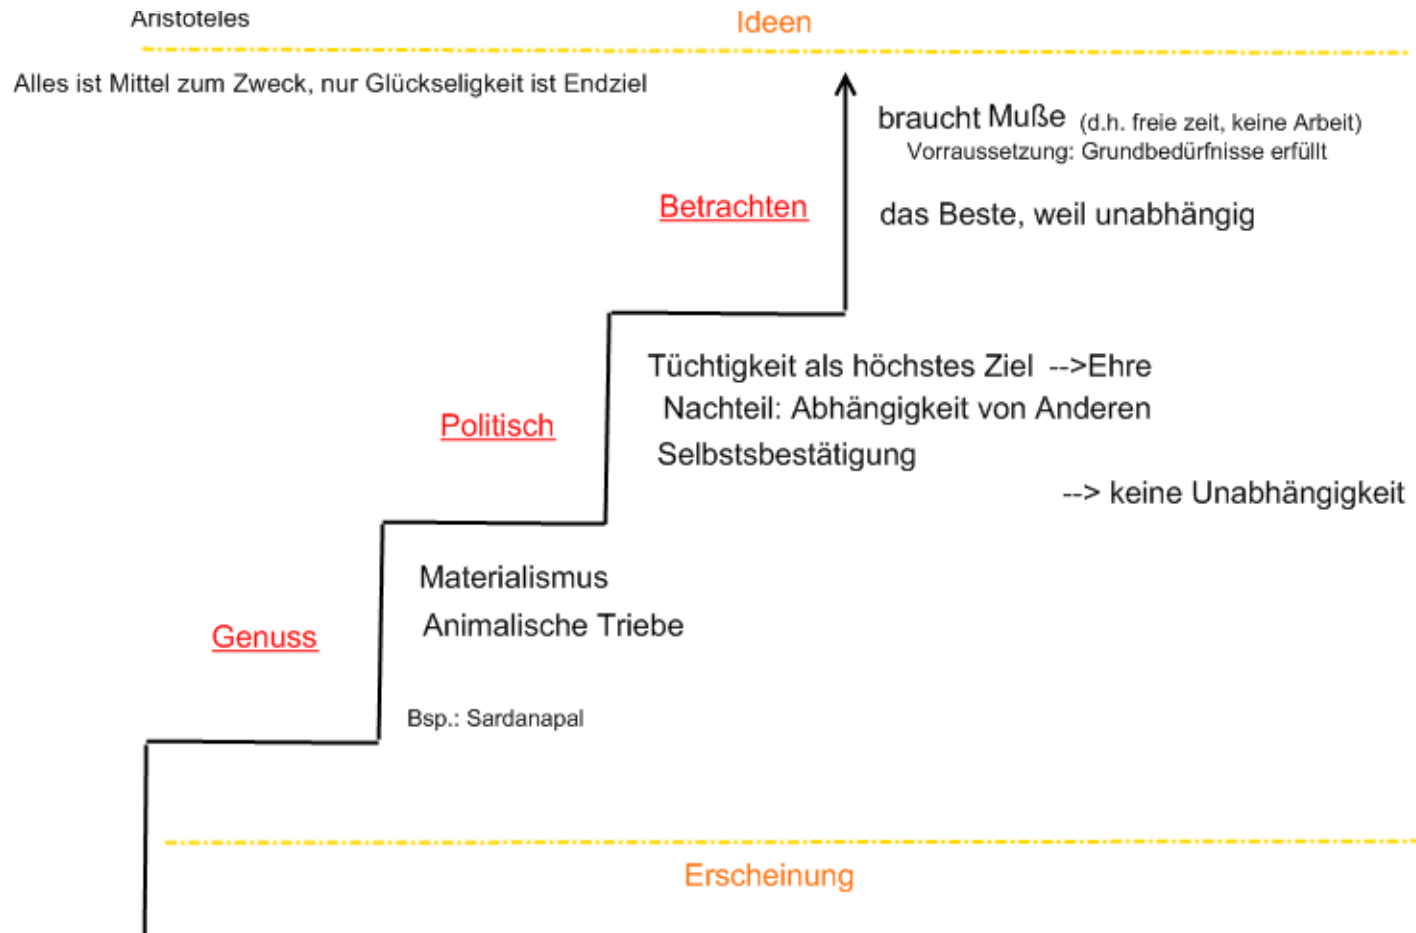 Aristoteles
Ideen
Alles ist Mittel zum Zweck, nur Glückseligkeit ist Endziel
braucht Muße (d.h. freie zeit, keine Arbeit)
Vorraussetzung: Grundbedürfnisse erfüllt
Betrachten
das Beste, weil unabhängig
Tüchtigkeit als höchstes Ziel -->Ehre
Nachteil: Abhängigkeit von Anderen
Politisch
Selbstsbestätigung
--> keine Unabhängigkeit
Materialismus
Animalische Triebe
Genuss
Bsp.: Sardanapal
Erscheinung